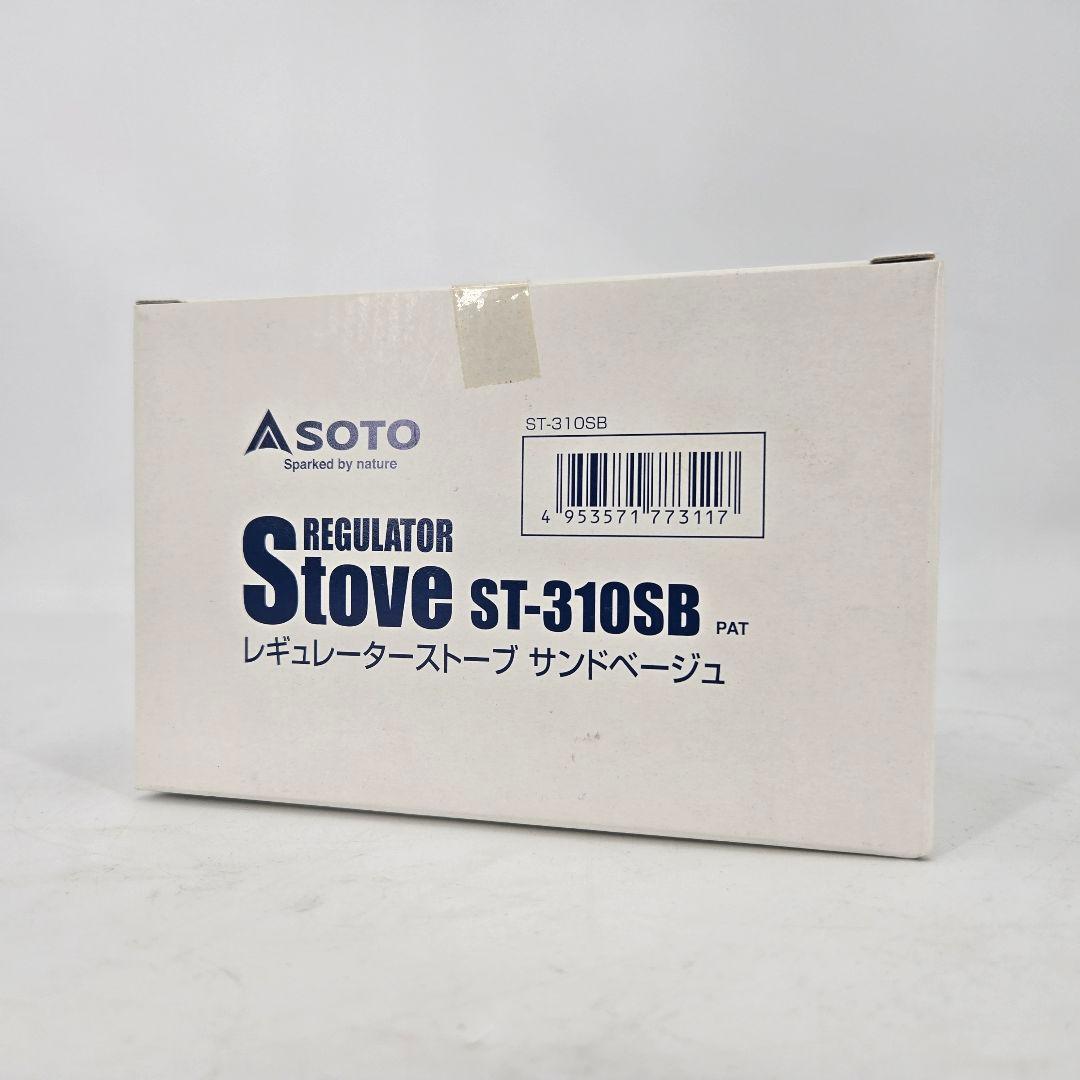 SOTO
Sparked by nature
ST-310SB
4 953571 773117
REGULATOR
Stove ST-310SB PAT
レギュレーターストーブ サンドベージュ